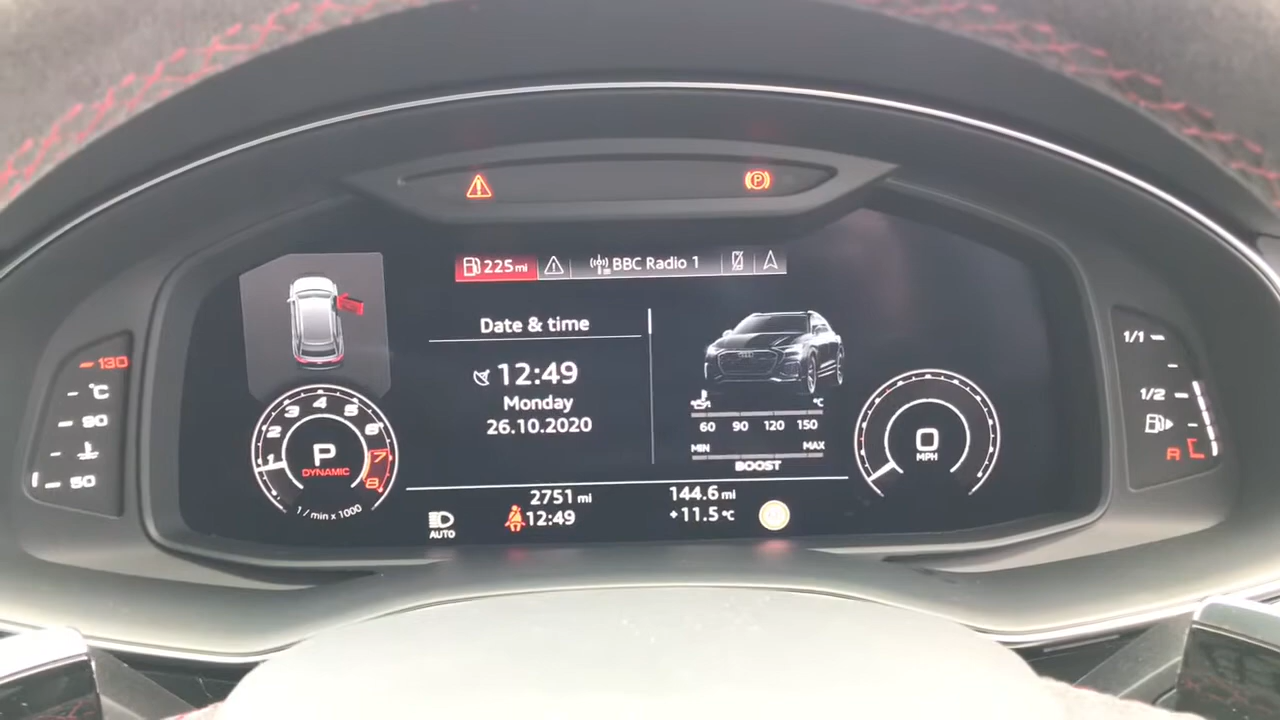 225 mi
BBC Radio 1
Date & time
12:49
Monday
26.10.2020
°C
60 90 120 150
MIN MAX
BOOST
130
°C
90
50
1 2 3 4 5 6 7 8
P
DYNAMIC
1 / min x 1000
0
MPH
1/1
1/2
R
2751 mi
144.6 mi
AUTO
12:49
+11.5 °C
P